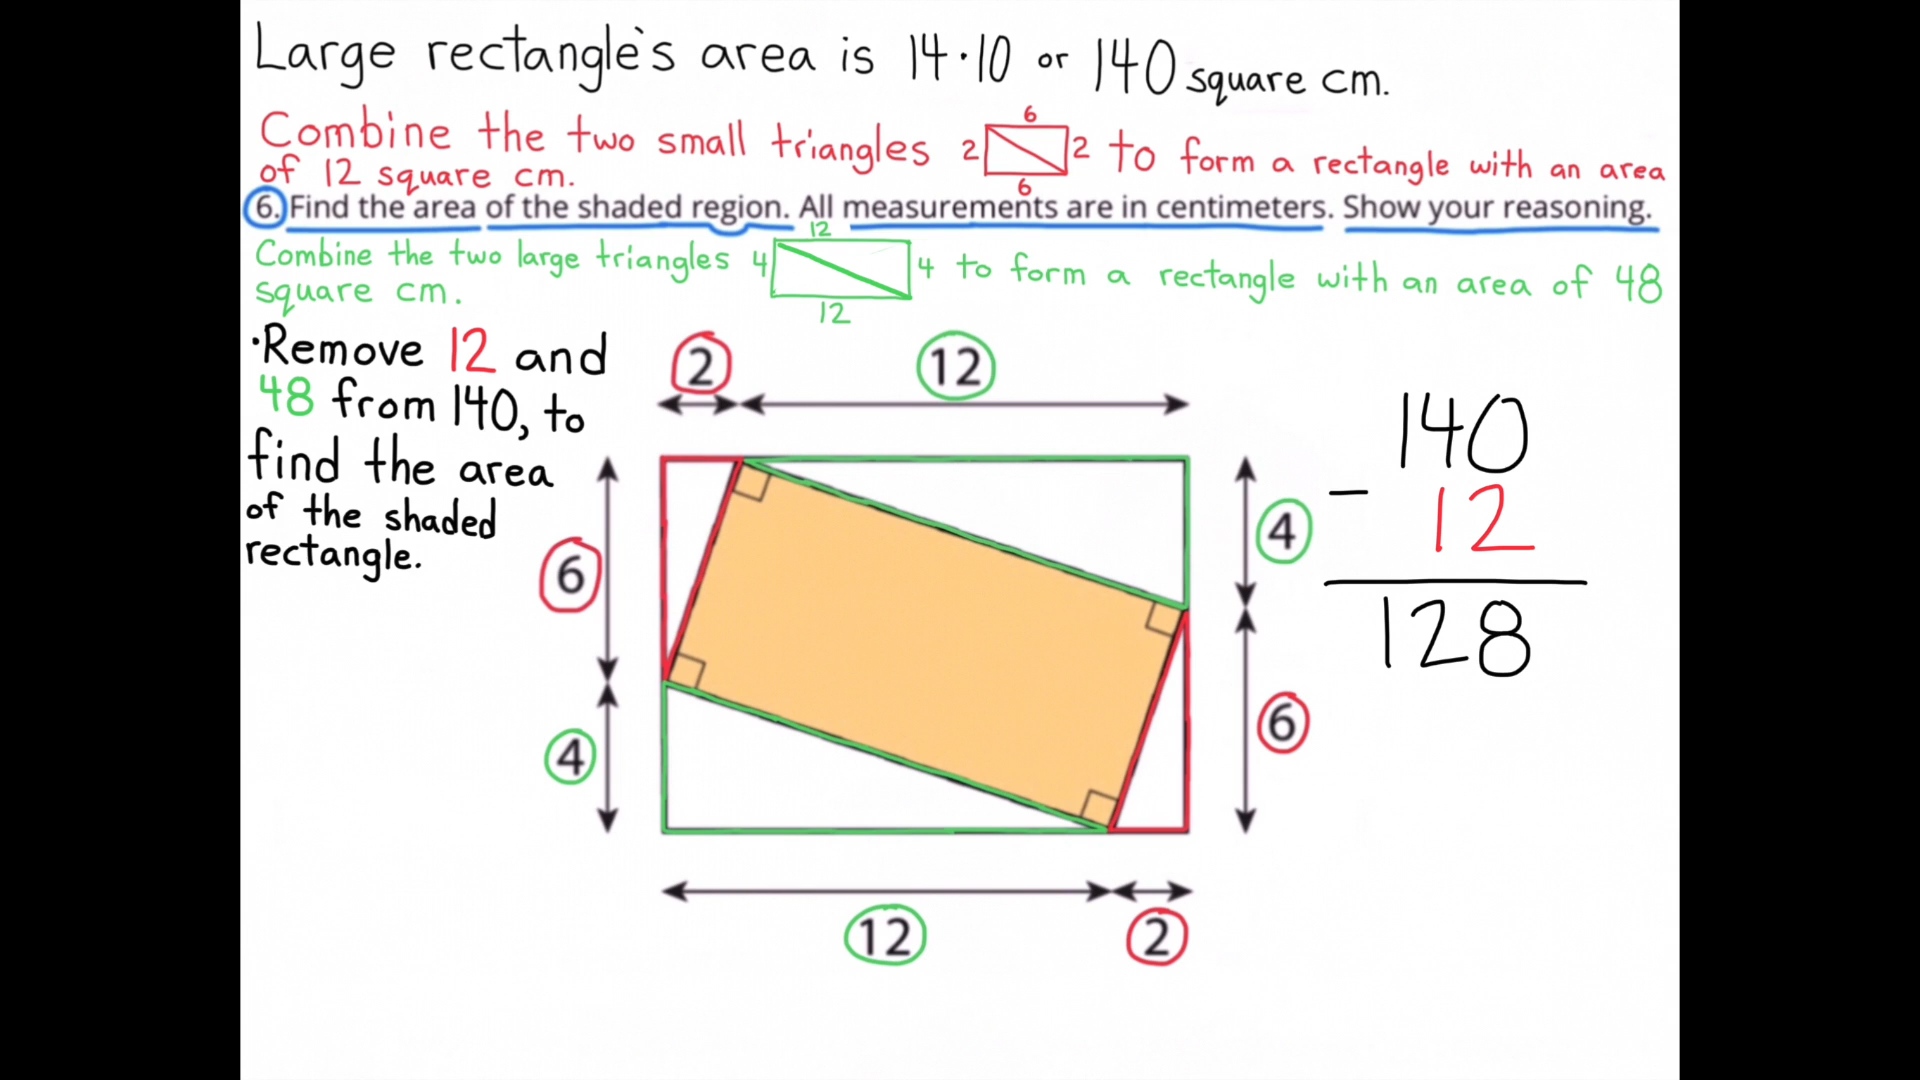 Large rectangle's area is 14·10 or 140 square cm.
6
Combine the two small triangles 2 2 to form a rectangle with an area
6
of 12 square cm.
6. Find the area of the shaded region. All measurements are in centimeters. Show your reasoning.
12
Combine the two large triangles 4 4 to form a rectangle with an area of 48
12
square cm.
·Remove 12 and
48 from 140, to
find the area
of the shaded
rectangle.
2 12
6
4
4
6
12 2
140
- 12
128